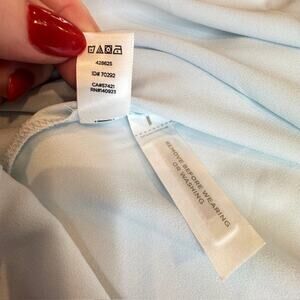 428625
ID# 70292
CA#57421
RN#140923
REMOVE BEFORE WEARING
OR WASHING